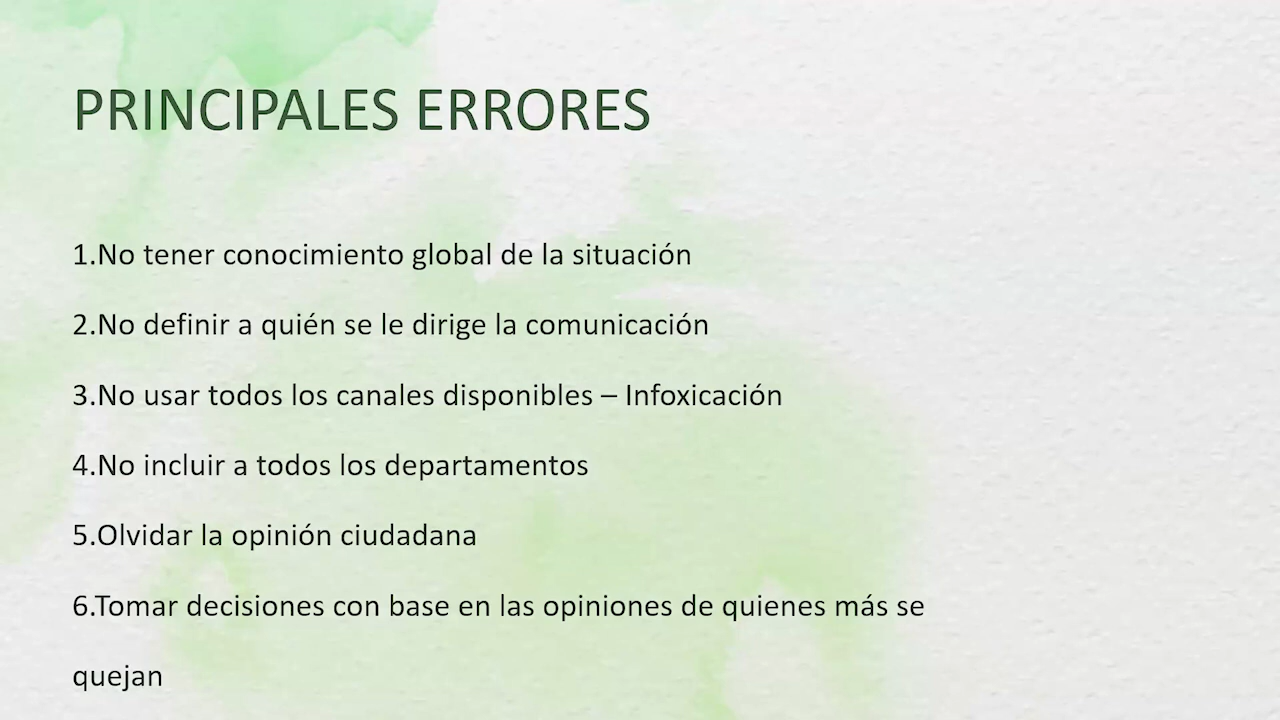 PRINCIPALES ERRORES
1.No tener conocimiento global de la situación
2.No definir a quién se le dirige la comunicación
3.No usar todos los canales disponibles – Infoxicación
4.No incluir a todos los departamentos
5.Olvidar la opinión ciudadana
6.Tomar decisiones con base en las opiniones de quienes más se
quejan